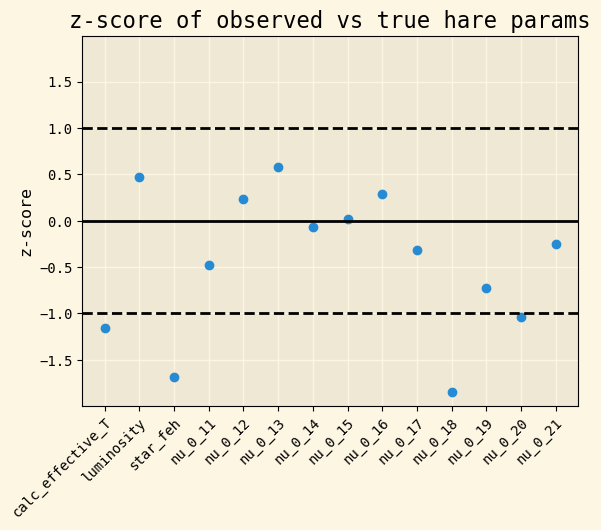 z-score of observed vs true hare params
z-score
1.5
1.0
0.5
0.0
−0.5
−1.0
−1.5
calc_effective_T
luminosity
star_feh
nu_0_11
nu_0_12
nu_0_13
nu_0_14
nu_0_15
nu_0_16
nu_0_17
nu_0_18
nu_0_19
nu_0_20
nu_0_21